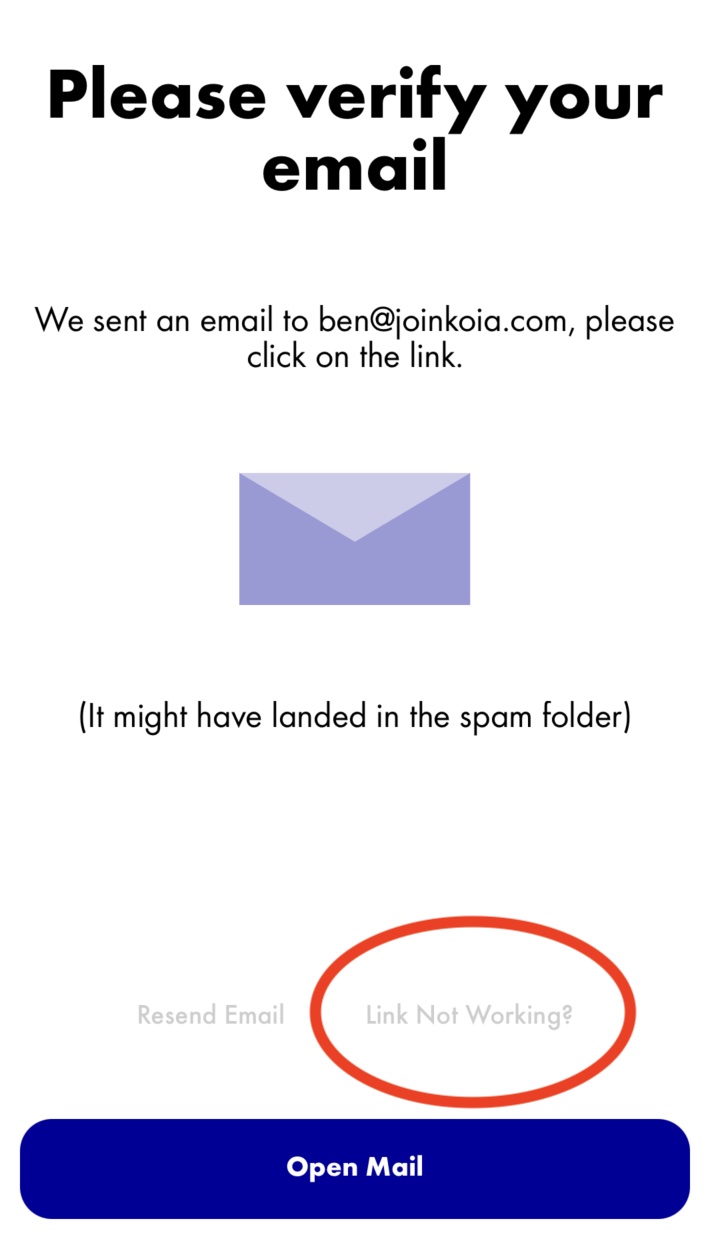 Please verify your
email
We sent an email to ben@joinkoia.com, please
click on the link.
(It might have landed in the spam folder)
Resend Email Link Not Working?
Open Mail